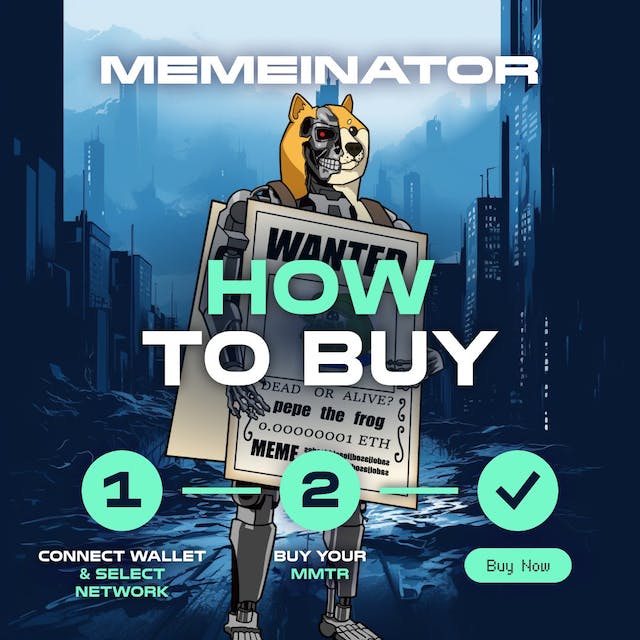 MEMEINATOR
WANTED
HOW
TO BUY
DEAD OR ALIVE?
pepe the frog
0.00000001 ETH
MEME
1
2
CONNECT WALLET
& SELECT
NETWORK
BUY YOUR
MMTR
Buy Now